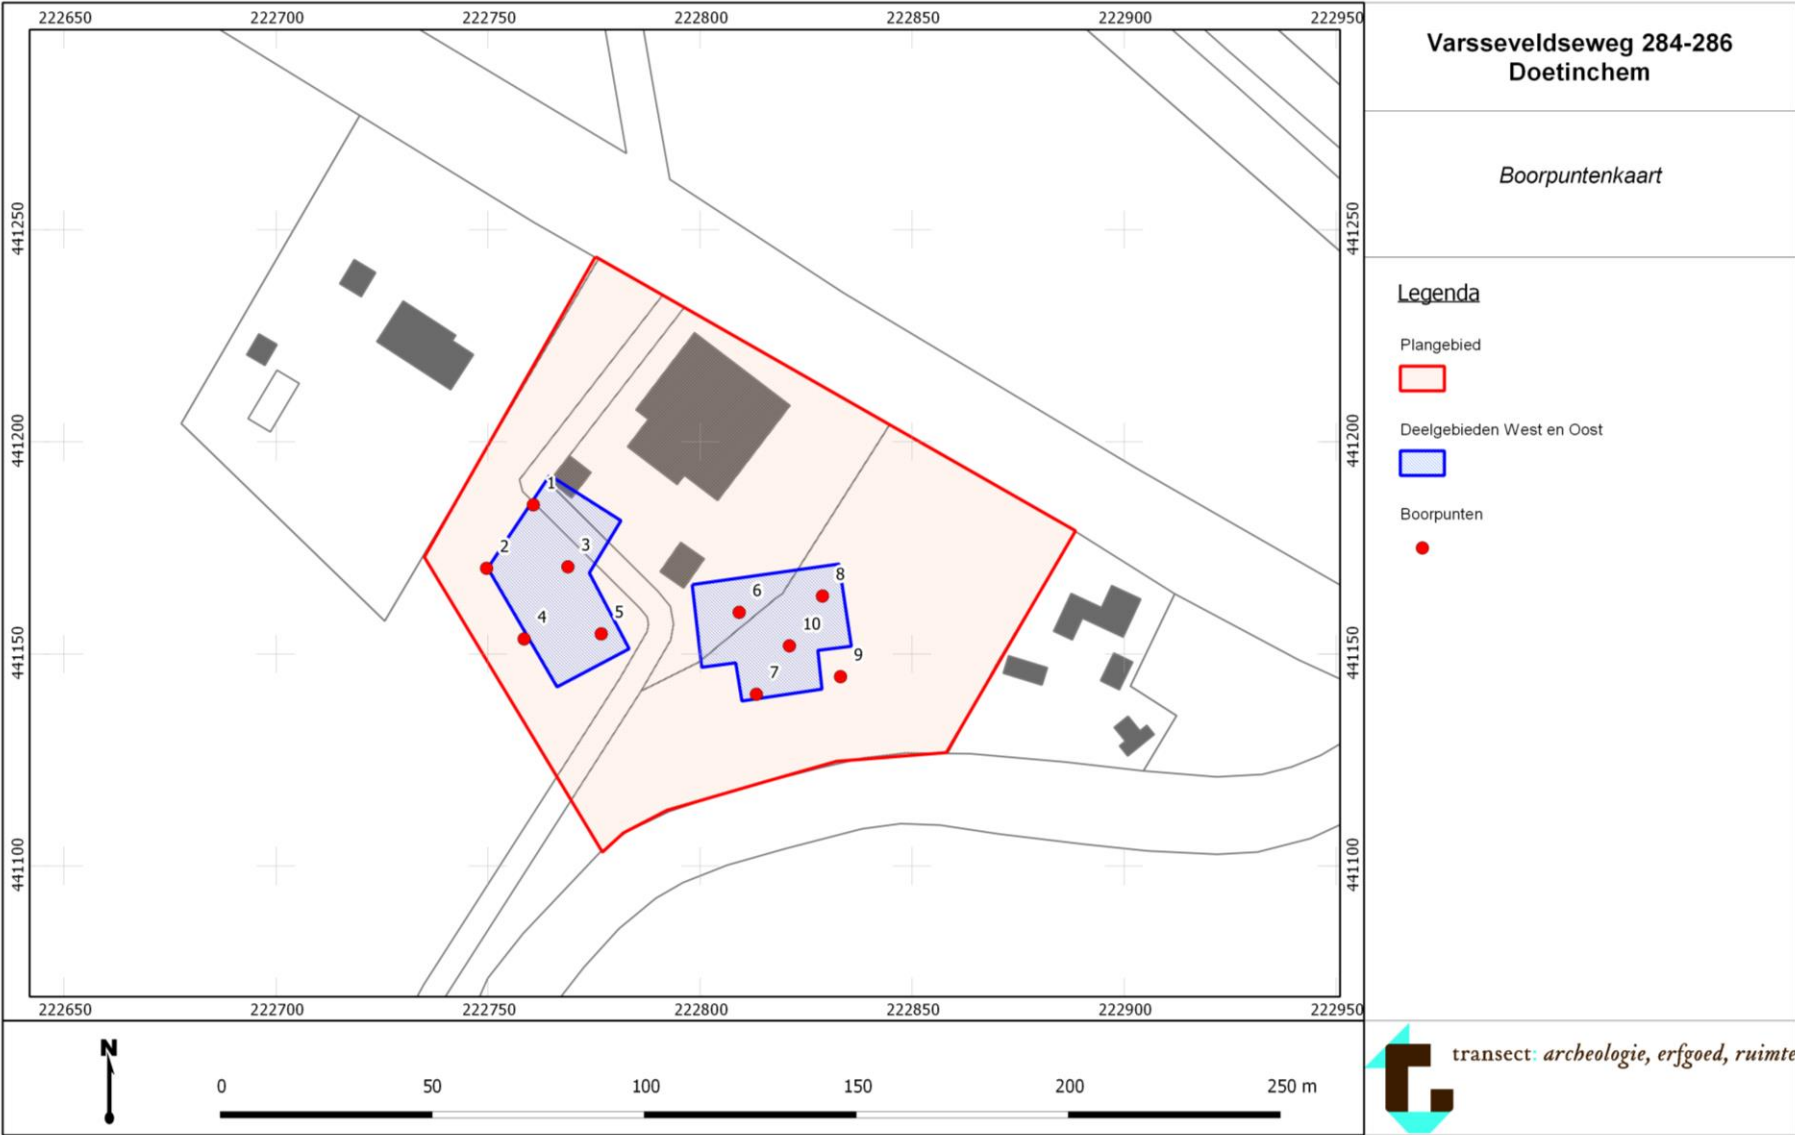 222650 222700 222750 222800 222850 222900 222950
Varsseveldseweg 284-286
Doetinchem
Boorpuntenkaart
Legenda
Plangebied
Deelgebieden West en Oost
Boorpunten
441250 441250
441200 441200
441150 441150
441100 441100
1
2
3
4
5
6
7
8
9
10
222650 222700 222750 222800 222850 222900 222950
N
0 50 100 150 200 250 m
transect: archeologie, erfgoed, ruimte